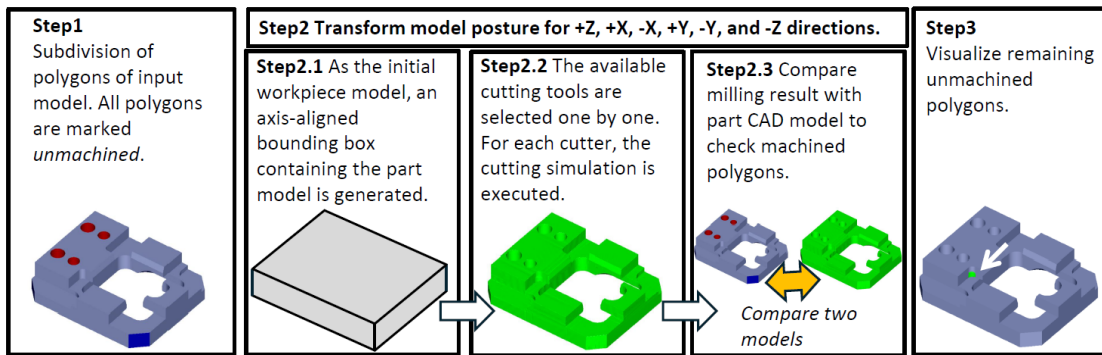 Step1
Subdivision of
polygons of input
model. All polygons
are marked
unmachined.
Step2 Transform model posture for +Z, +X, -X, +Y, -Y, and -Z directions.
Step2.1 As the initial
workpiece model, an
axis-aligned
bounding box
containing the part
model is generated.
Step2.2 The available
cutting tools are
selected one by one.
For each cutter, the
cutting simulation is
executed.
Step2.3 Compare
milling result with
part CAD model to
check machined
polygons.
Compare two
models
Step3
Visualize remaining
unmachined
polygons.